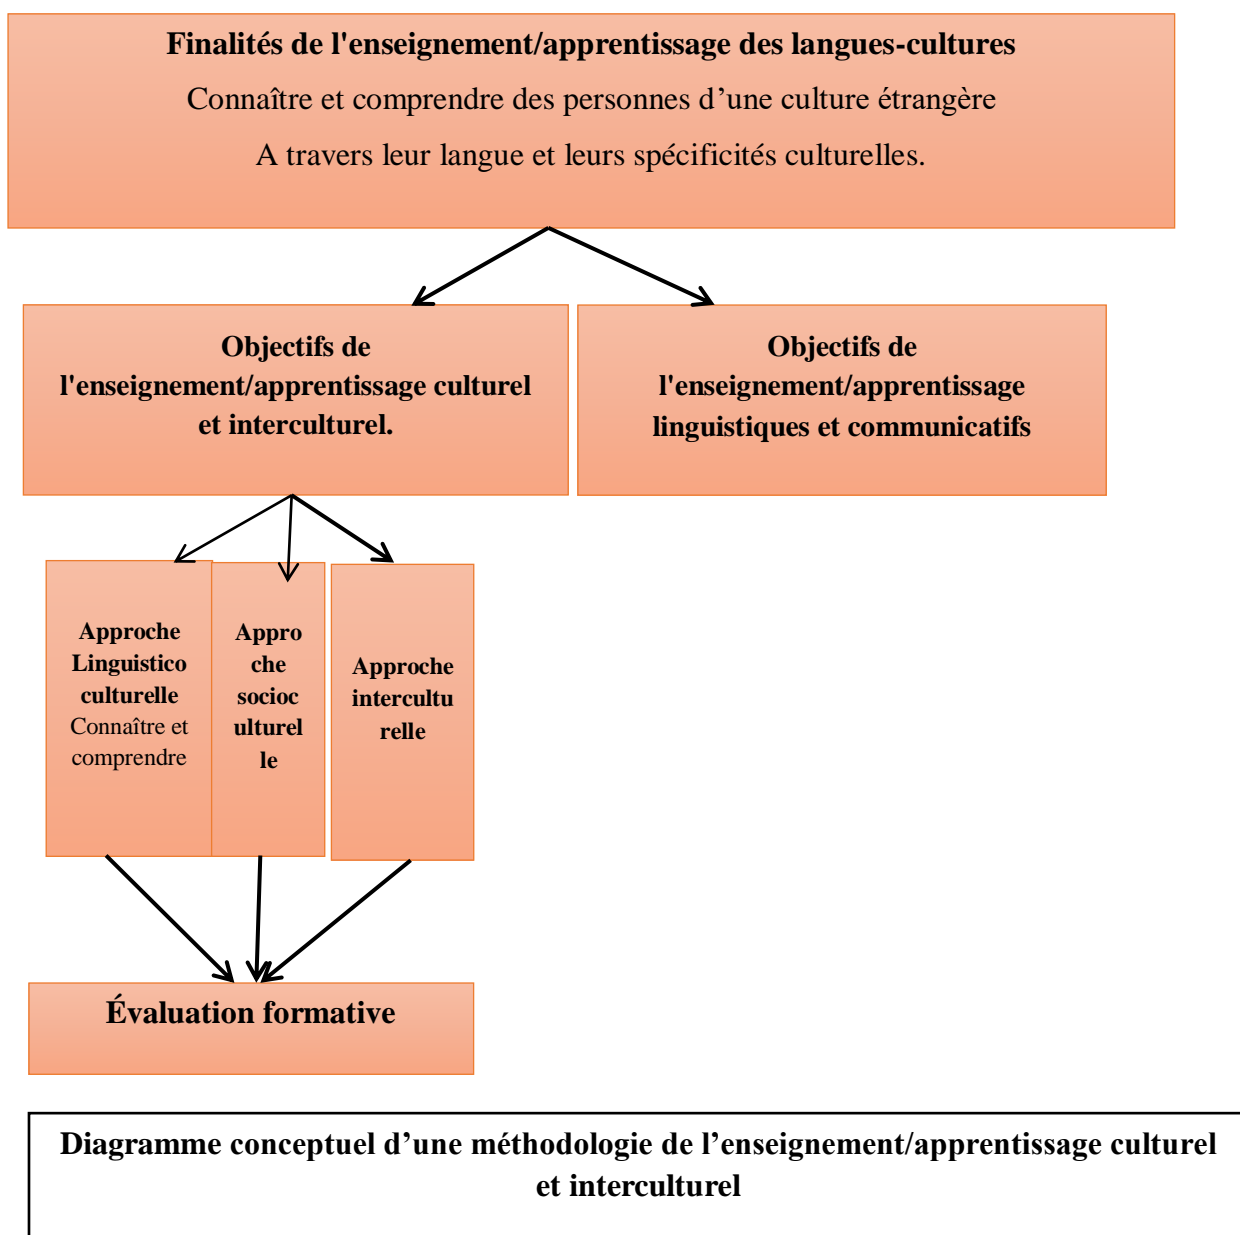 Finalités de l'enseignement/apprentissage des langues-cultures
Connaître et comprendre des personnes d’une culture étrangère
A travers leur langue et leurs spécificités culturelles.
Objectifs de
l'enseignement/apprentissage culturel
et interculturel.
Objectifs de
l'enseignement/apprentissage
linguistiques et communicatifs
Approche
Linguistico
culturelle
Connaître et
comprendre
Appro
che
socioc
ulturel
le
Approche
intercultu
relle
Évaluation formative
Diagramme conceptuel d’une méthodologie de l’enseignement/apprentissage culturel
et interculturel